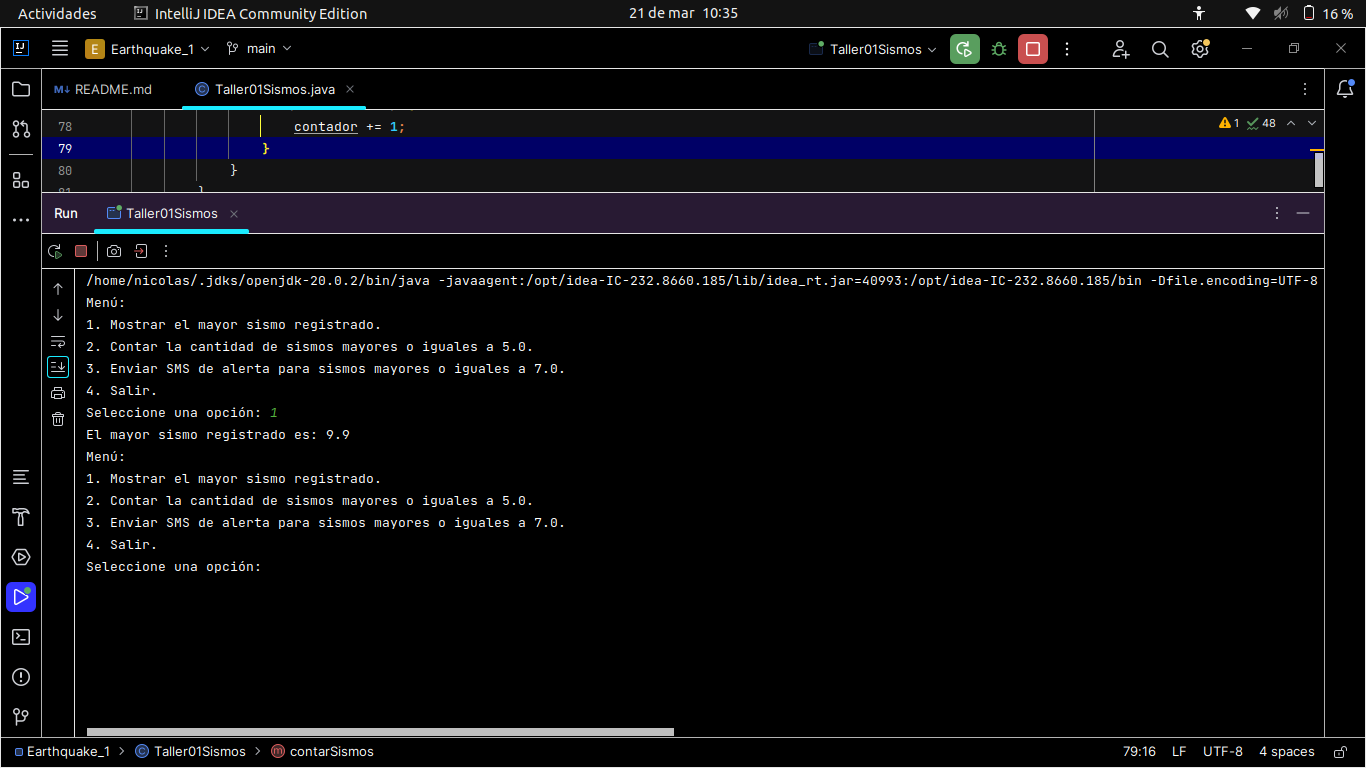 Actividades IntelliJ IDEA Community Edition 21 de mar 10:35 16 %
IJ E Earthquake_1 main Taller01Sismos
M↓ README.md C Taller01Sismos.java
78 contador += 1;
1 48
79 }
80 }
81 }
Run Taller01Sismos
/home/nicolas/.jdks/openjdk-20.0.2/bin/java -javaagent:/opt/idea-IC-232.8660.185/lib/idea_rt.jar=40993:/opt/idea-IC-232.8660.185/bin -Dfile.encoding=UTF-8
Menú:
1. Mostrar el mayor sismo registrado.
2. Contar la cantidad de sismos mayores o iguales a 5.0.
3. Enviar SMS de alerta para sismos mayores o iguales a 7.0.
4. Salir.
Seleccione una opción: 1
El mayor sismo registrado es: 9.9
Menú:
1. Mostrar el mayor sismo registrado.
2. Contar la cantidad de sismos mayores o iguales a 5.0.
3. Enviar SMS de alerta para sismos mayores o iguales a 7.0.
4. Salir.
Seleccione una opción:
Earthquake_1 > C Taller01Sismos > m contarSismos 79:16 LF UTF-8 4 spaces